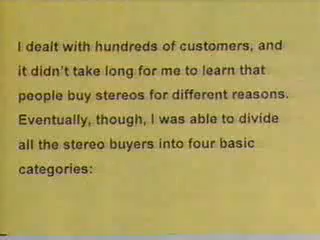 I dealt with hundreds of customers, and
it didn't take long for me to learn that
people buy stereos for different reasons.
Eventually, though, I was able to divide
all the stereo buyers into four basic
categories: